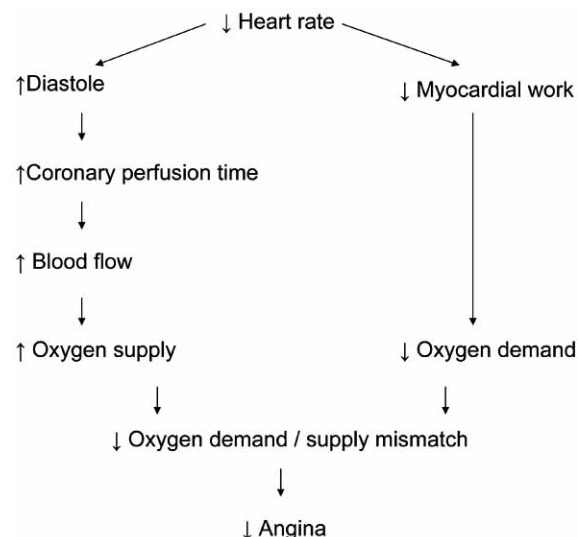 ↓ Heart rate
↑Diastole
↓ Myocardial work
↑Coronary perfusion time
↑ Blood flow
↑ Oxygen supply
↓ Oxygen demand
↓ Oxygen demand / supply mismatch
↓ Angina